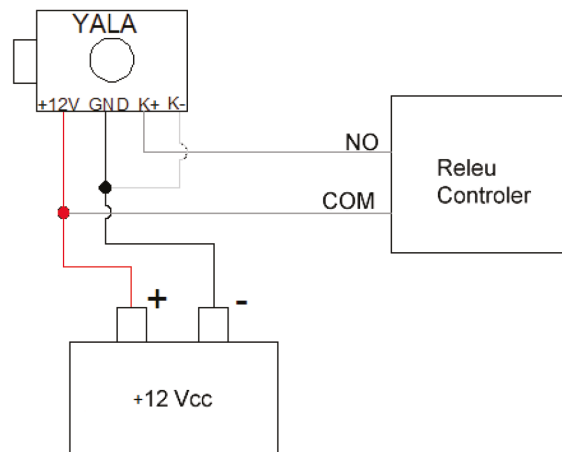 YALA
+12V GND K+ K-
NO
COM
Releu
Controler
+ -
+12 Vcc